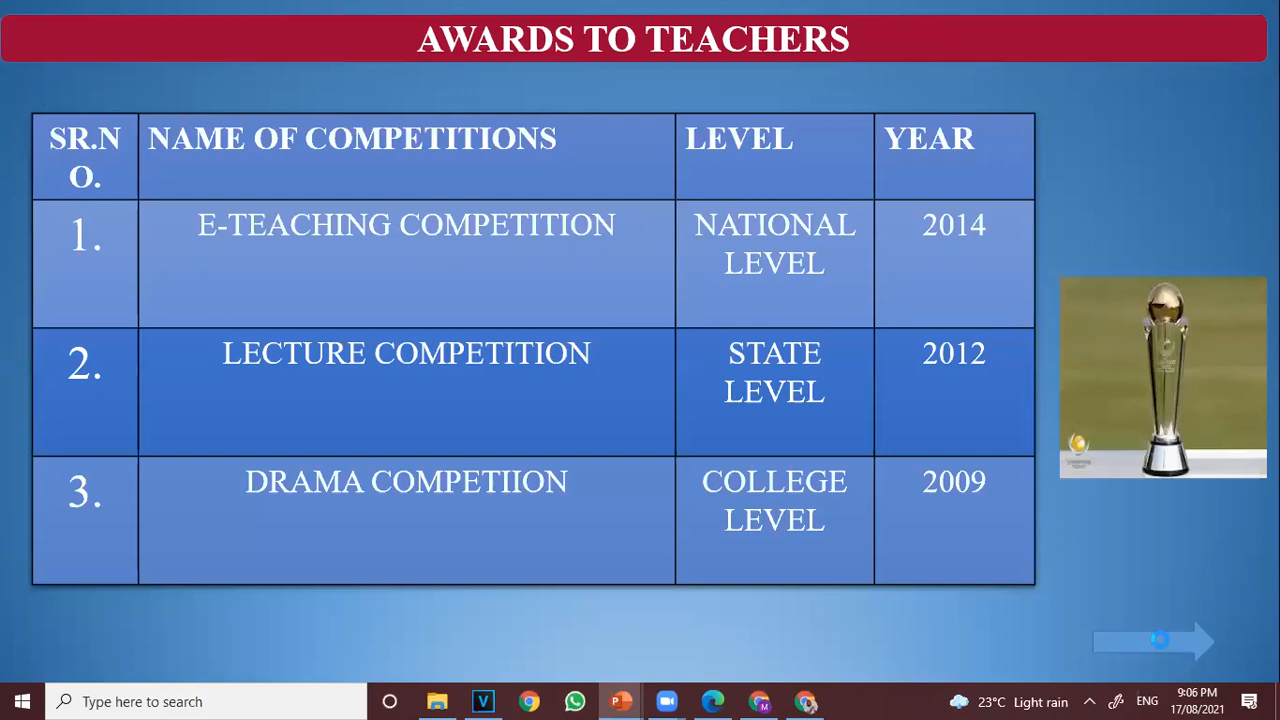 AWARDS TO TEACHERS
SR.N
O.
NAME OF COMPETITIONS
LEVEL
YEAR
1.
E-TEACHING COMPETITION
NATIONAL
LEVEL
2014
2.
LECTURE COMPETITION
STATE
LEVEL
2012
3.
DRAMA COMPETIION
COLLEGE
LEVEL
2009
Type here to search
23°C Light rain
ENG
9:06 PM
17/08/2021